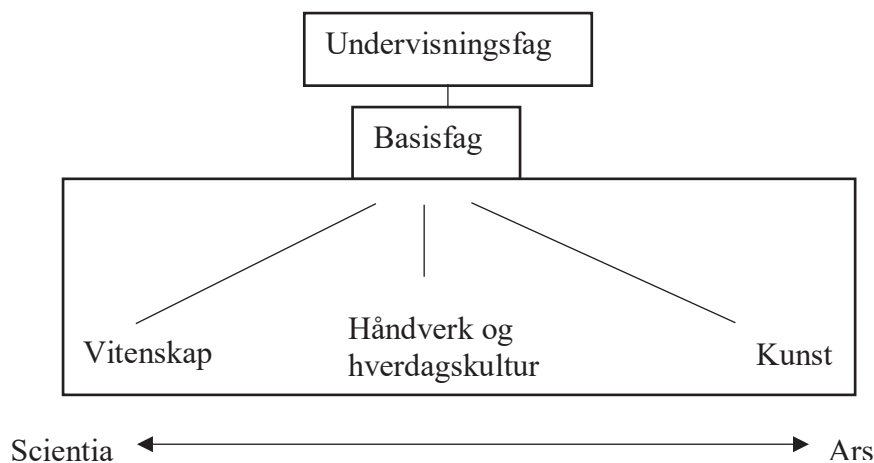 Undervisningsfag
Basisfag
Vitenskap
Håndverk og
hverdagskultur
Kunst
Scientia
Ars